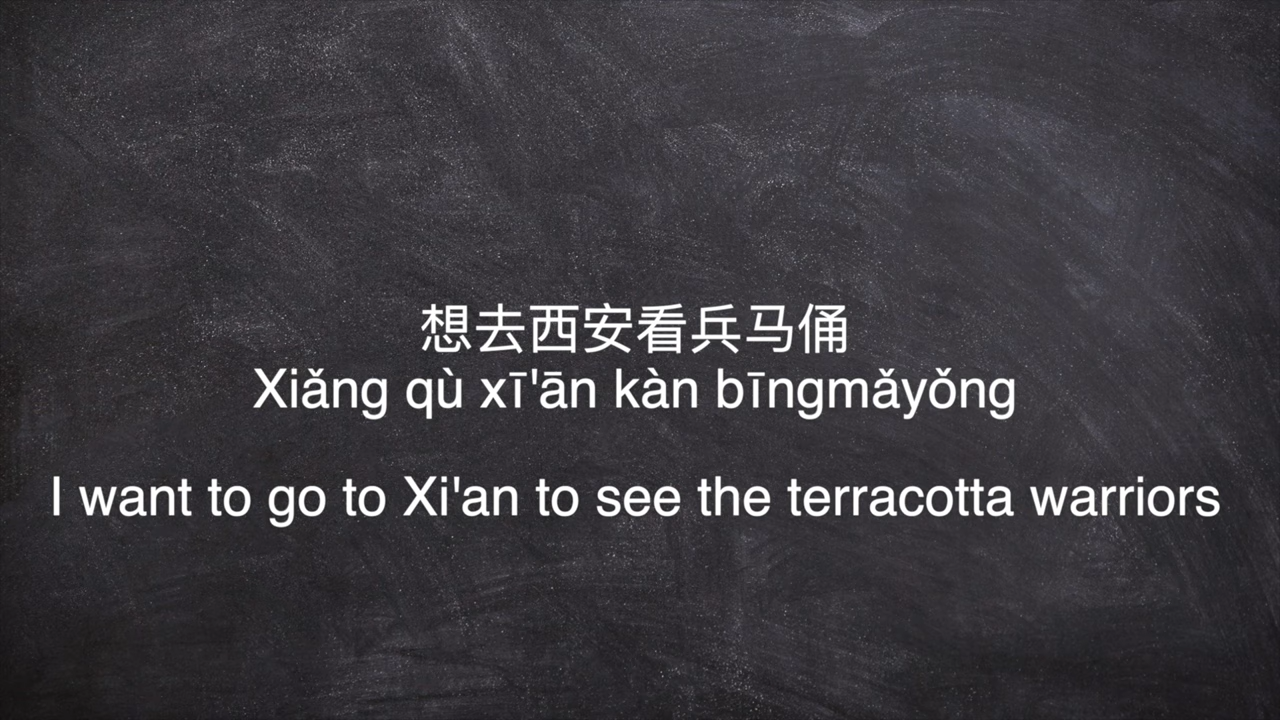 想去西安看兵马俑
Xiǎng qù xī'ān kàn bīngmǎyǒng
I want to go to Xi'an to see the terracotta warriors